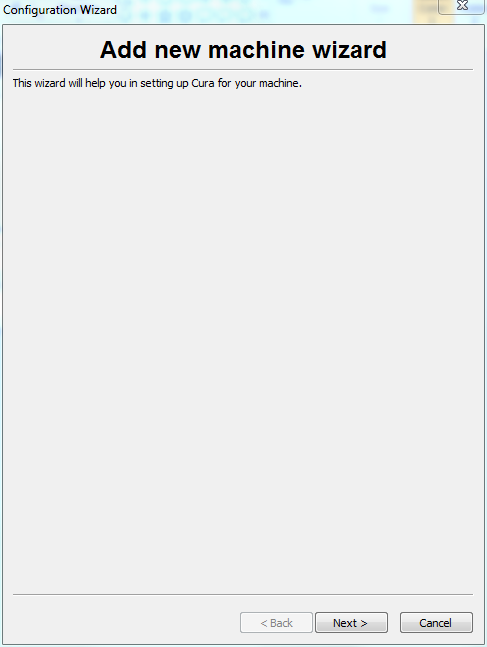 Configuration Wizard
Add new machine wizard
This wizard will help you in setting up Cura for your machine.
< Back
Next >
Cancel